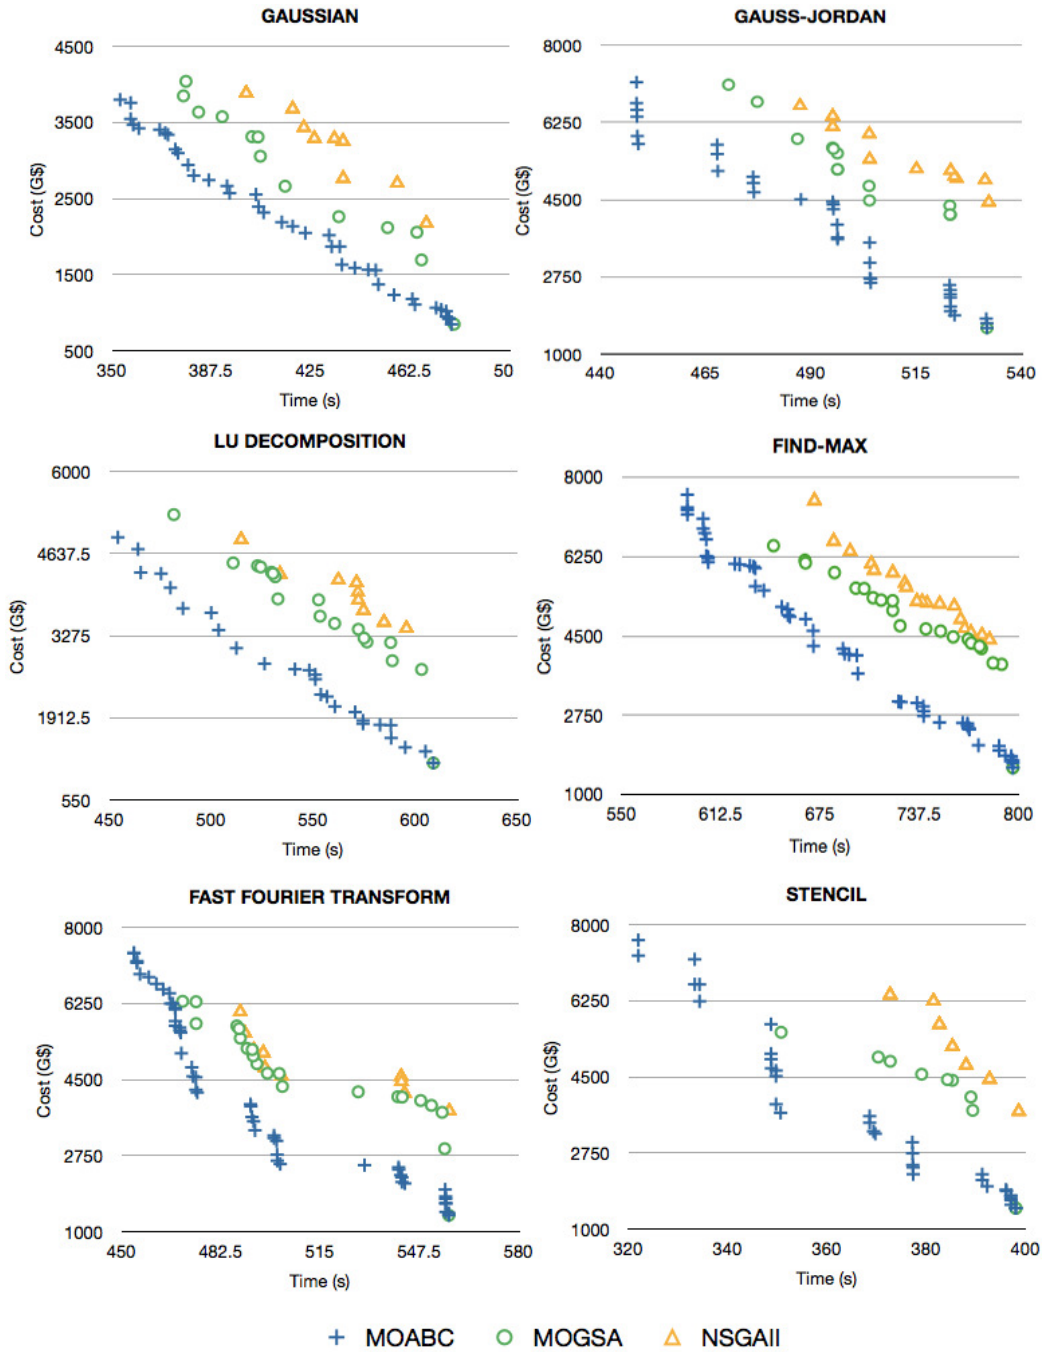 GAUSSIAN
4500
3500
2500
1500
500
Cost (G$)
350 387.5 425 462.5 50
Time (s)
GAUSS-JORDAN
8000
6250
4500
2750
1000
Cost (G$)
440 465 490 515 540
Time (s)
LU DECOMPOSITION
6000
4637.5
3275
1912.5
550
Cost (G$)
450 500 550 600 650
Time (s)
FIND-MAX
8000
6250
4500
2750
1000
Cost (G$)
550 612.5 675 737.5 800
Time (s)
FAST FOURIER TRANSFORM
8000
6250
4500
2750
1000
Cost (G$)
450 482.5 515 547.5 580
Time (s)
STENCIL
8000
6250
4500
2750
1000
Cost (G$)
320 340 360 380 400
Time (s)
MOABC MOGSA NSGAII